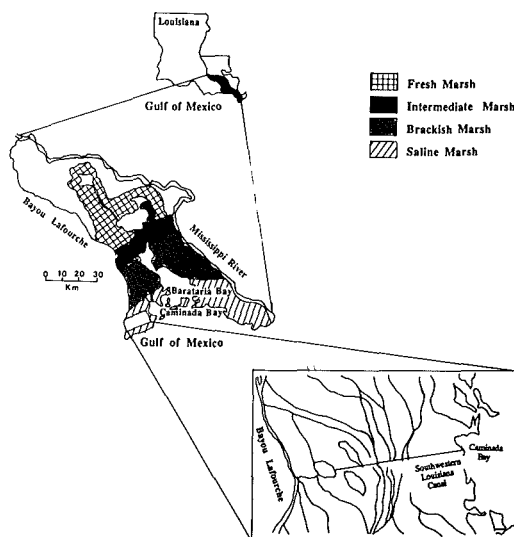 Louisiana
Gulf of Mexico
Fresh Marsh
Intermediate Marsh
Brackish Marsh
Saline Marsh
Bayou Lafourche
Mississippi River
0 10 20 30
Km
Barataria Bay
Caminada Bay
Gulf of Mexico
Bayou Lafourche
Caminada
Bay
Southwestern
Louisiana
Canal